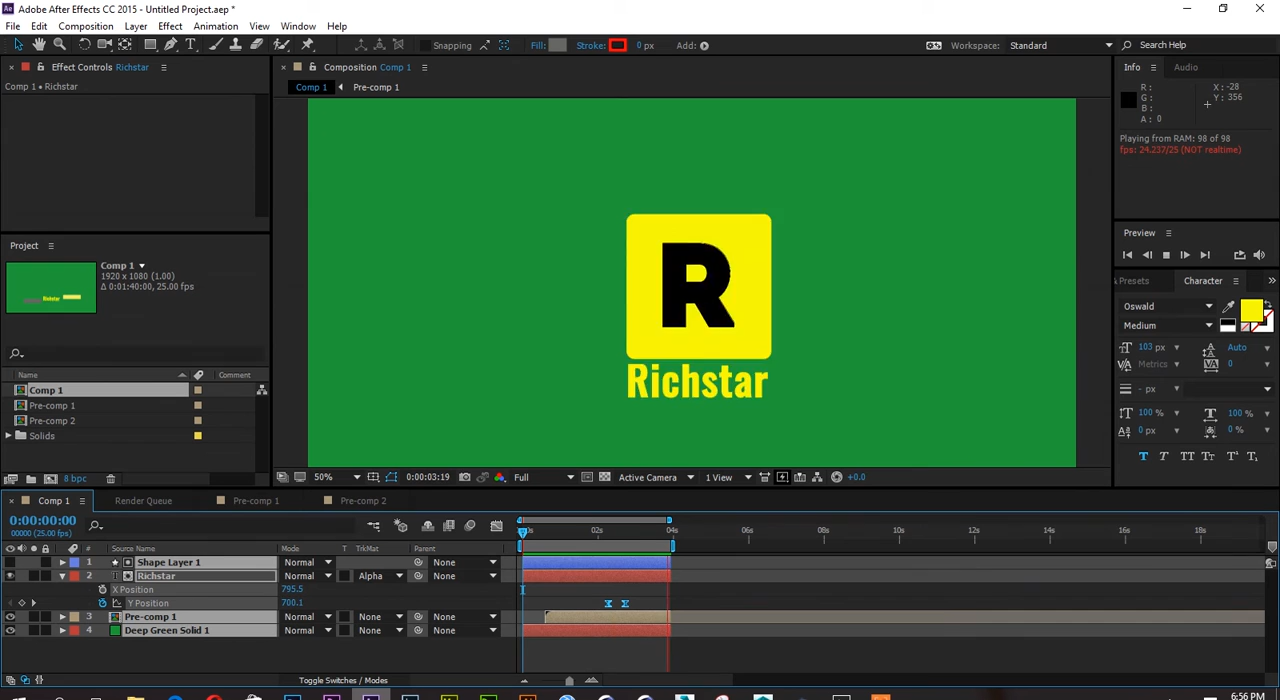 Adobe After Effects CC 2015 - Untitled Project.aep *
File Edit Composition Layer Effect Animation View Window Help
Snapping Fill: Stroke: 0 px Add: Workspace: Standard Search Help
Effect Controls Richstar
Comp 1 • Richstar
Composition Comp 1
Comp 1 Pre-comp 1
R
Richstar
Info Audio
R : X : -28
G : Y : 356
B :
A : 0
Playing from RAM: 98 of 98
fps: 24.237/25 (NOT realtime)
Preview
Presets Character
Oswald
Medium
103 px Auto
Metrics 0
- px
100 % 100 %
0 px 0 %
T T TT Tт T¹ T₁
Project
Comp 1
1920 x 1080 (1.00)
Δ 0:01:40:00, 25.00 fps
Name Comment
Comp 1
Pre-comp 1
Pre-comp 2
Solids
8 bpc
50% 0:00:03:19 Full Active Camera 1 View +0.0
Comp 1 Render Queue Pre-comp 1 Pre-comp 2
0:00:00:00
00000 (25.00 fps)
02s 04s 06s 08s 10s 12s 14s 16s 18s
# Source Name Mode T TrkMat Parent
1 Shape Layer 1 Normal None
2 Richstar Normal Alpha None
X Position 795.5
Y Position 700.1
3 Pre-comp 1 Normal None None
4 Deep Green Solid 1 Normal None None
Toggle Switches / Modes
6:56 PM